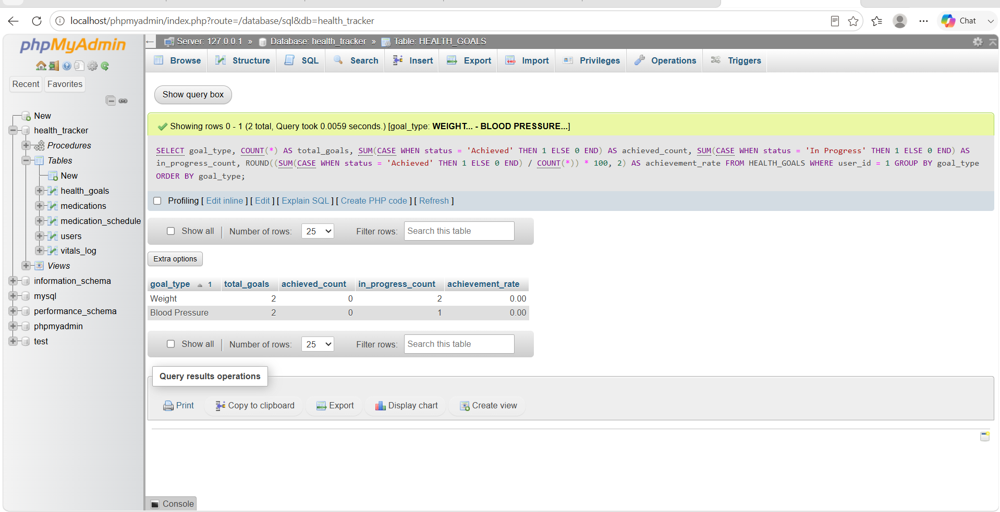 localhost/phpmyadmin/index.php?route=/database/sql&db=health_tracker
Chat
phpMyAdmin
Recent
Favorites
New
health_tracker
Procedures
Tables
New
health_goals
medications
medication_schedule
users
vitals_log
Views
information_schema
mysql
performance_schema
phpmyadmin
test
Server: 127.0.0.1 » Database: health_tracker » Table: HEALTH_GOALS
Browse Structure SQL Search Insert Export Import Privileges Operations Triggers
Show query box
Showing rows 0 - 1 (2 total, Query took 0.0059 seconds.) [goal_type: WEIGHT... - BLOOD PRESSURE...]
SELECT goal_type, COUNT(*) AS total_goals, SUM(CASE WHEN status = 'Achieved' THEN 1 ELSE 0 END) AS achieved_count, SUM(CASE WHEN status = 'In Progress' THEN 1 ELSE 0 END) AS
in_progress_count, ROUND((SUM(CASE WHEN status = 'Achieved' THEN 1 ELSE 0 END) / COUNT(*)) * 100, 2) AS achievement_rate FROM HEALTH_GOALS WHERE user_id = 1 GROUP BY goal_type
ORDER BY goal_type;
Profiling [ Edit inline ] [ Edit ] [ Explain SQL ] [ Create PHP code ] [ Refresh ]
Show all | Number of rows: 25 Filter rows: Search this table
Extra options
goal_type 1 total_goals achieved_count in_progress_count achievement_rate
Weight 2 0 2 0.00
Blood Pressure 2 0 1 0.00
Show all | Number of rows: 25 Filter rows: Search this table
Query results operations
Print Copy to clipboard Export Display chart Create view
Console